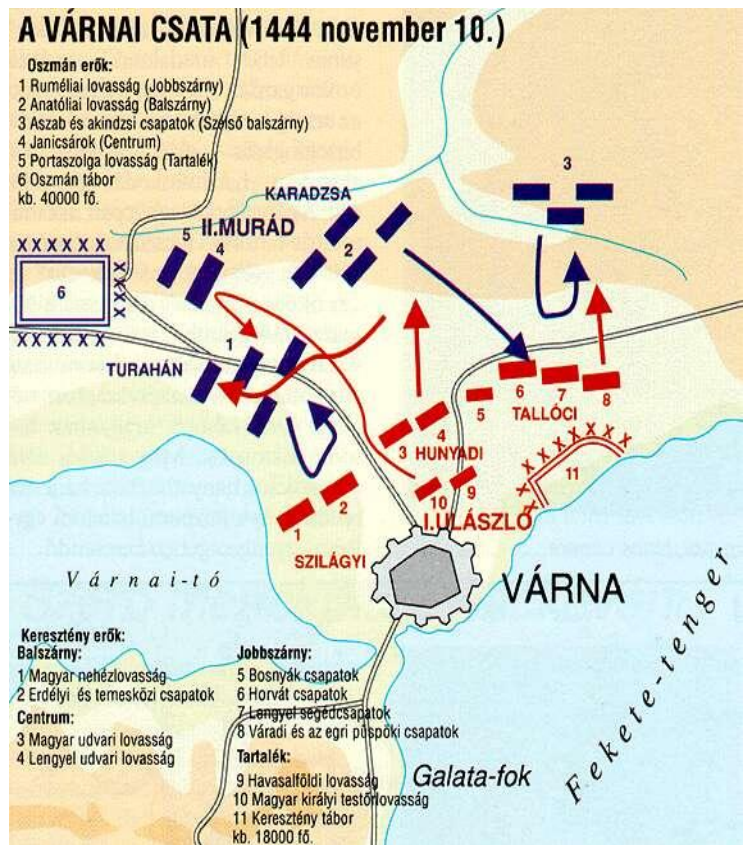 A VÁRNAI CSATA (1444 november 10.)
Oszmán erők:
1 Ruméliai lovasság (Jobbszárny)
2 Anatóliai lovasság (Balszárny)
3 Aszab és akindzsi csapatok (Szélső balszárny)
4 Janicsárok (Centrum)
5 Portaszolga lovasság (Tartalék)
6 Oszmán tábor
kb. 40000 fő.
3
KARADZSA
II.MURÁD
5
4
2
6
1
TURAHÁN
6
7
8
5
TALLÓCI
4
3
HUNYADI
9
10
11
I.ULÁSZLÓ
2
1
SZILÁGYI
VÁRNA
Várnai-tó
Fekete-tenger
Galata-fok
Keresztény erők:
Balszárny:
1 Magyar nehézlovasság
2 Erdélyi és temesközi csapatok
Centrum:
3 Magyar udvari lovasság
4 Lengyel udvari lovasság
Jobbszárny:
5 Bosnyák csapatok
6 Horvát csapatok
7 Lengyel segédcsapatok
8 Váradi és az egri püspöki csapatok
Tartalék:
9 Havasalföldi lovasság
10 Magyar királyi testőrlovasság
11 Keresztény tábor
kb. 18000 fő.